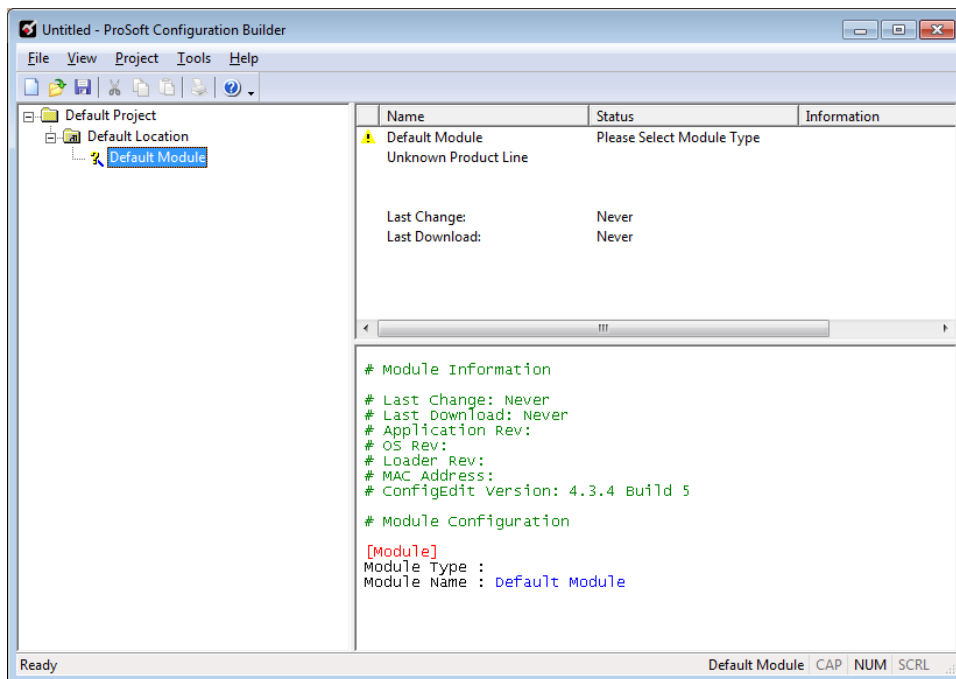 Untitled - ProSoft Configuration Builder
File View Project Tools Help
Default Project
Default Location
Default Module
Name Status Information
Default Module Please Select Module Type
Unknown Product Line
Last Change: Never
Last Download: Never
# Module Information
# Last Change: Never
# Last Download: Never
# Application Rev:
# OS Rev:
# Loader Rev:
# MAC Address:
# ConfigEdit Version: 4.3.4 Build 5
# Module Configuration
[Module]
Module Type :
Module Name : Default Module
Ready Default Module CAP NUM SCRL